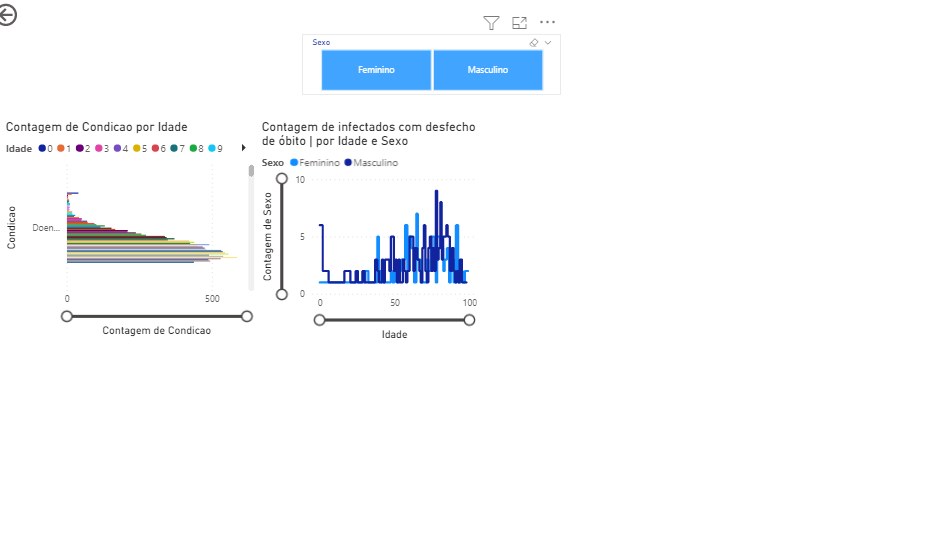 Sexo
Feminino
Masculino
Contagem de Condicao por Idade
Idade 0 1 2 3 4 5 6 7 8 9
Condicao
Doen...
0
500
Contagem de Condicao
Contagem de infectados com desfecho
de óbito | por Idade e Sexo
Sexo Feminino Masculino
Contagem de Sexo
10
5
0
0
50
100
Idade